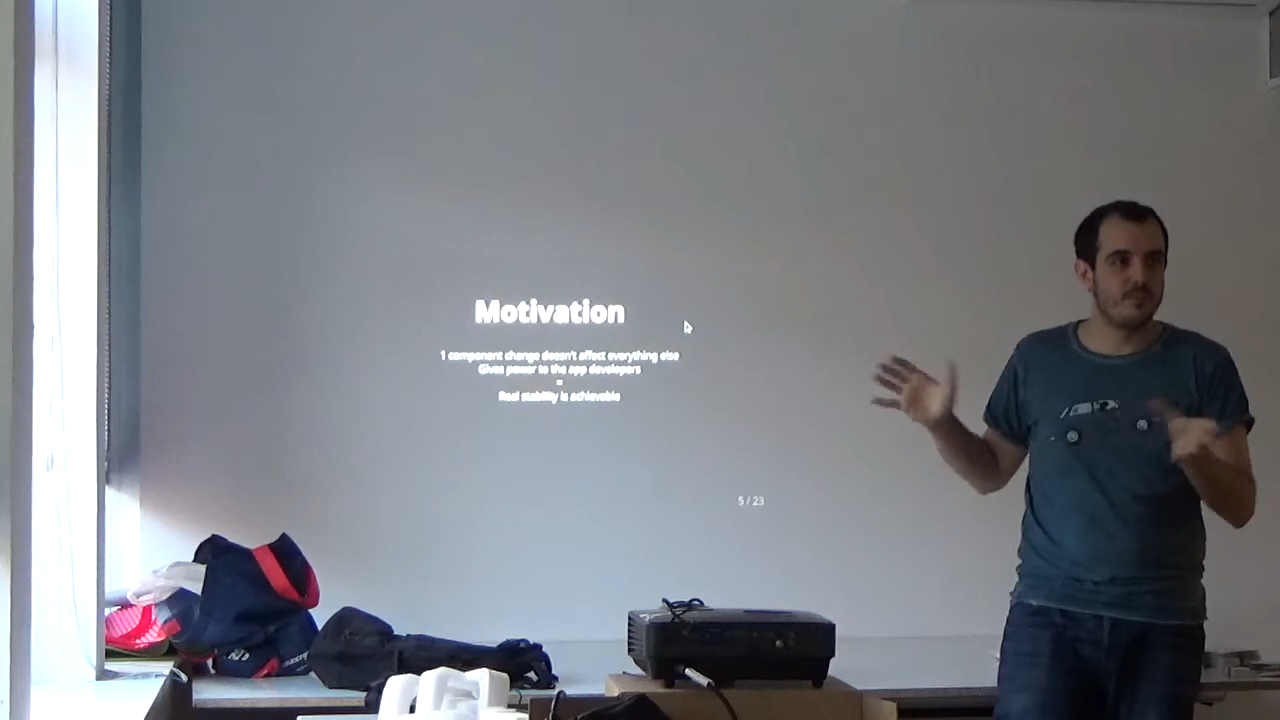 Motivation
1 component change doesn't affect everything else
Gives power to the app developers
=
Real stability is achievable
5 / 23